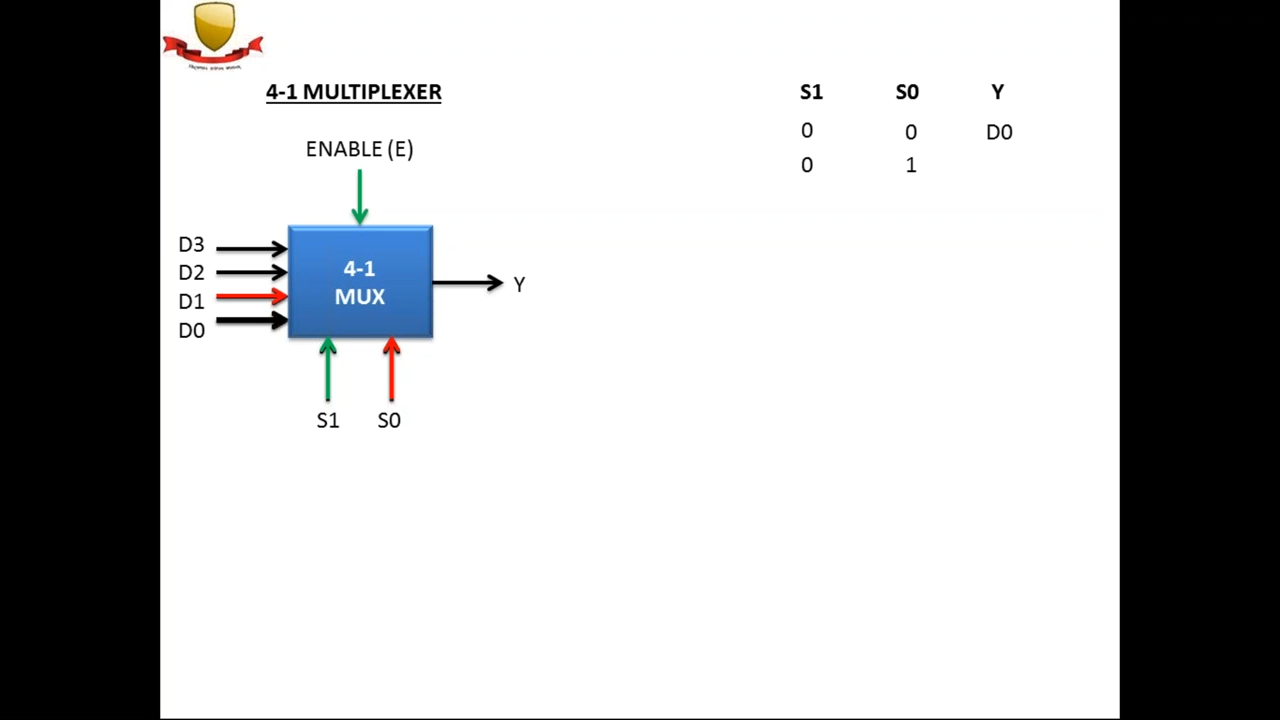 4-1 MULTIPLEXER
ENABLE (E)
D3
D2
D1
D0
4-1
MUX
Y
S1 S0
S1 S0 Y
0 0 D0
0 1